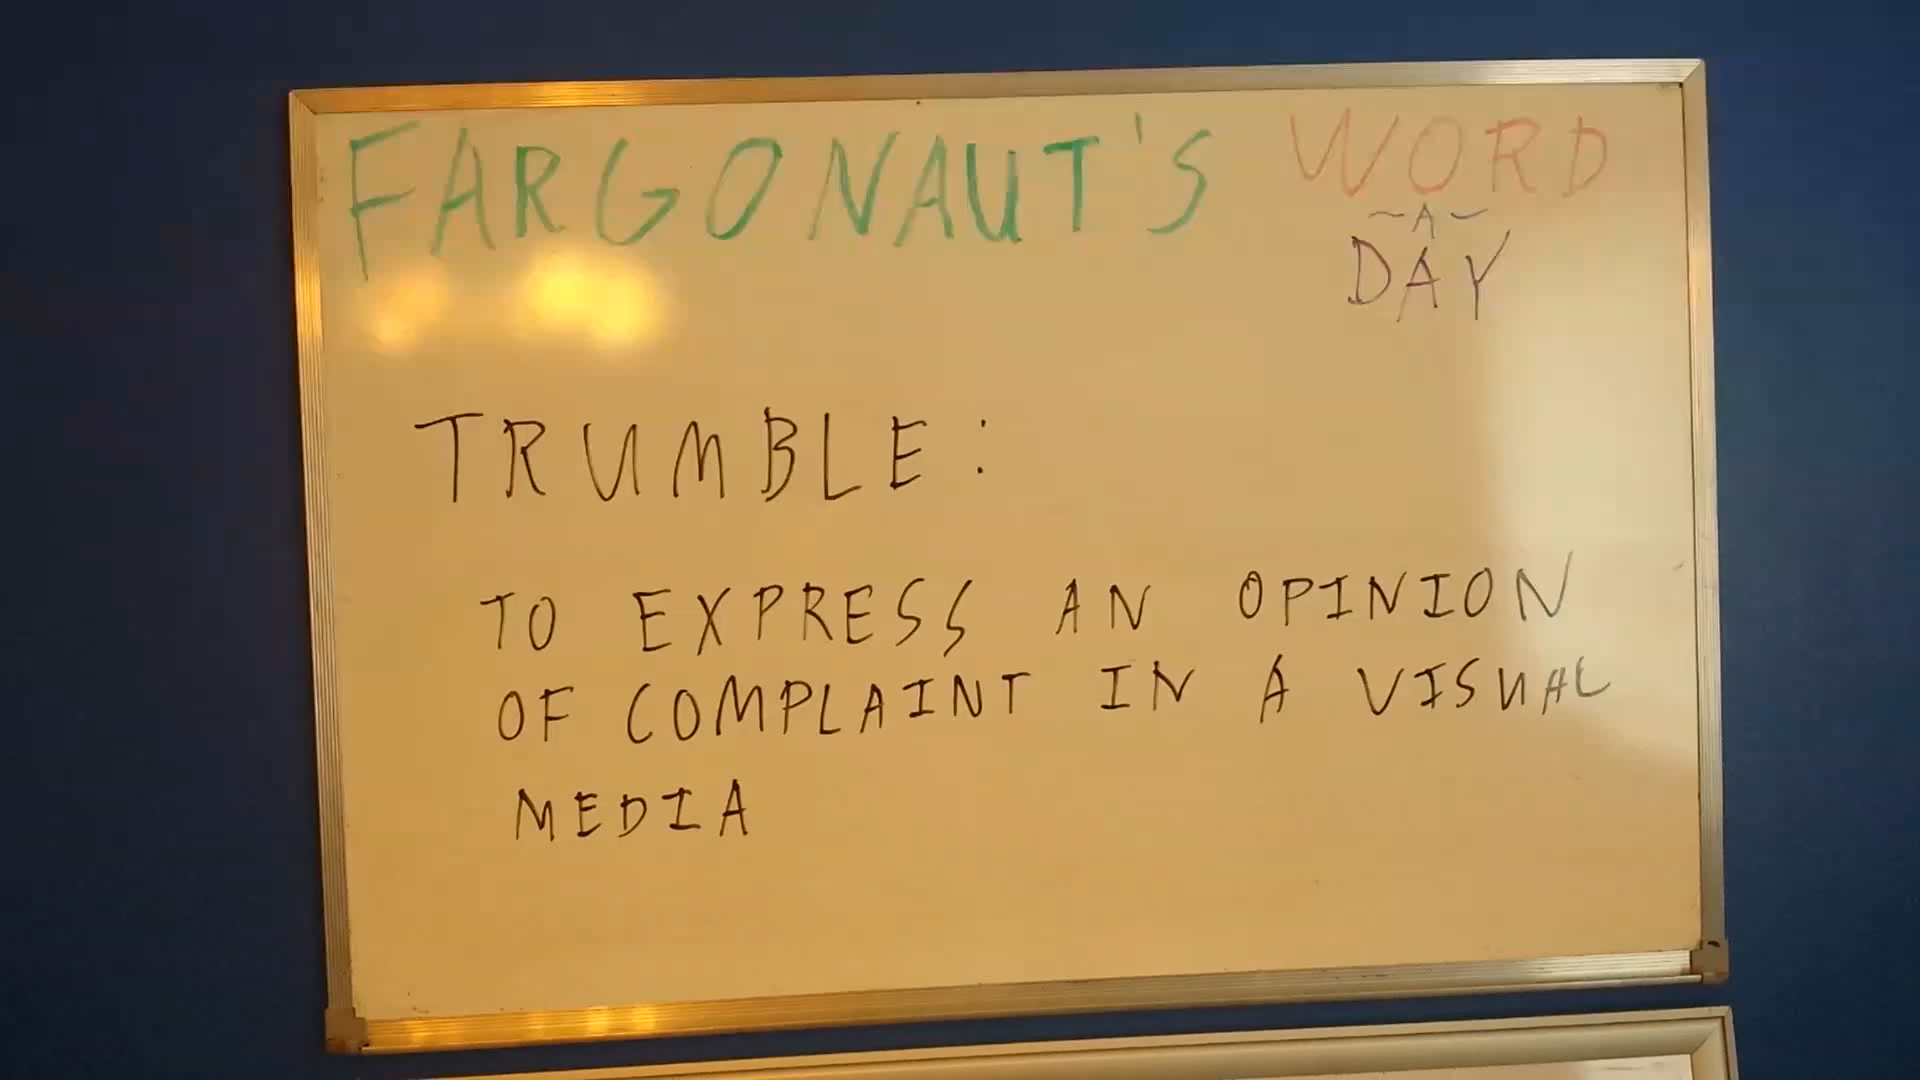 FARGONAUT'S WORD
~A~
DAY
TRUMBLE:
TO EXPRESS AN OPINION
OF COMPLAINT IN A VISUAL
MEDIA